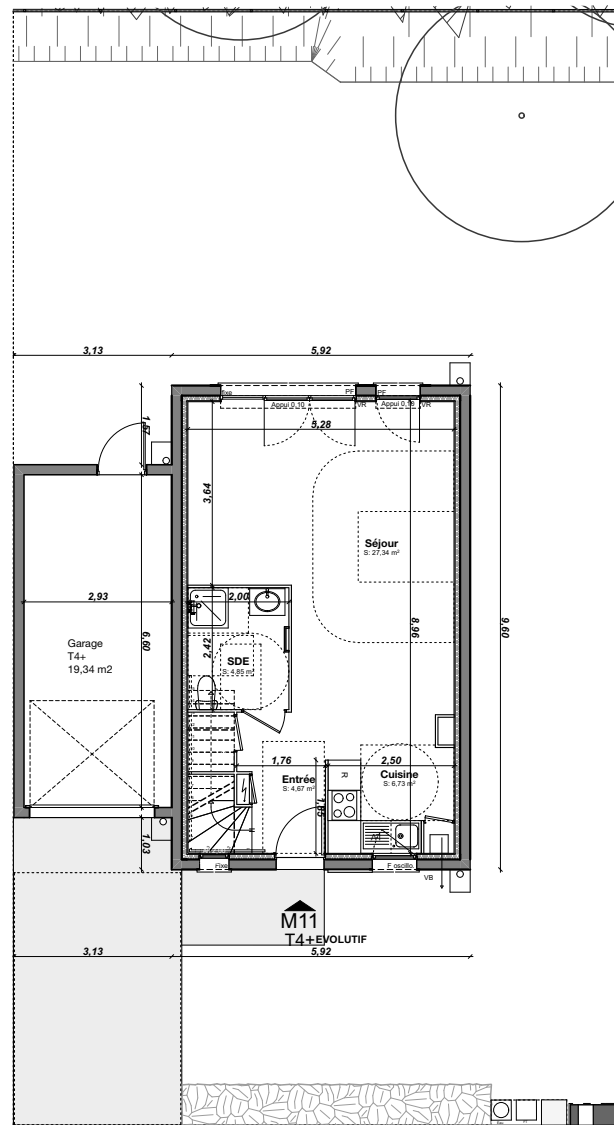 3,13
5,92
fixe
PF
PF
Appui 0,10
VR
Appui 0,10
VR
1,57
5,28
3,64
Séjour
S: 27,34 m²
2,93
2,00
8,96
9,60
6,60
Garage
T4+
19,34 m2
2,42
SDE
S: 4,85 m²
1,76
2,50
Entrée
S: 4,67 m²
R
Cuisine
S: 6,73 m²
1,85
1,03
Fixe
F oscillo.
VB
M11
T4+EVOLUTIF
3,13
5,92